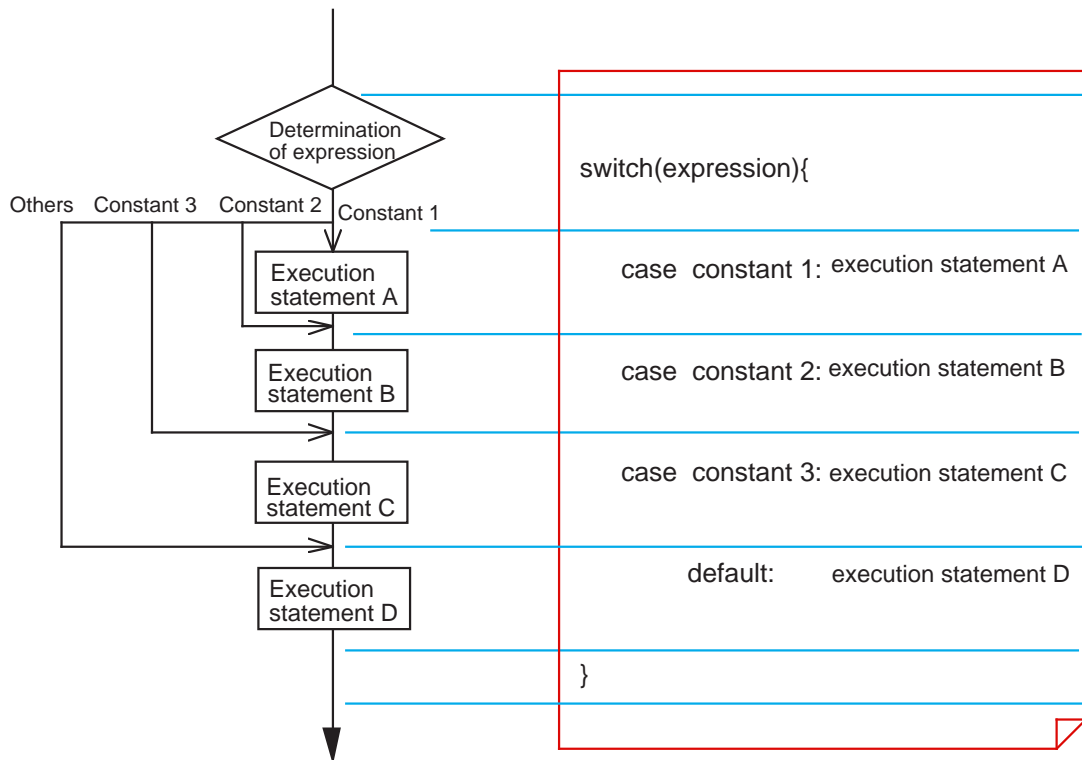 Determination
of expression
Others
Constant 3
Constant 2
Constant 1
Execution
statement A
Execution
statement B
Execution
statement C
Execution
statement D
switch(expression){
case constant 1: execution statement A
case constant 2: execution statement B
case constant 3: execution statement C
default: execution statement D
}